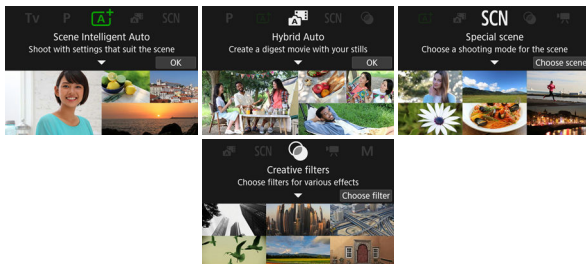 Tv P A+ SCN
Scene Intelligent Auto
Shoot with settings that suit the scene
OK
P A+ SCN
Hybrid Auto
Create a digest movie with your stills
OK
A+ SCN
Special scene
Choose a shooting mode for the scene
Choose scene
SCN M
Creative filters
Choose filters for various effects
Choose filter